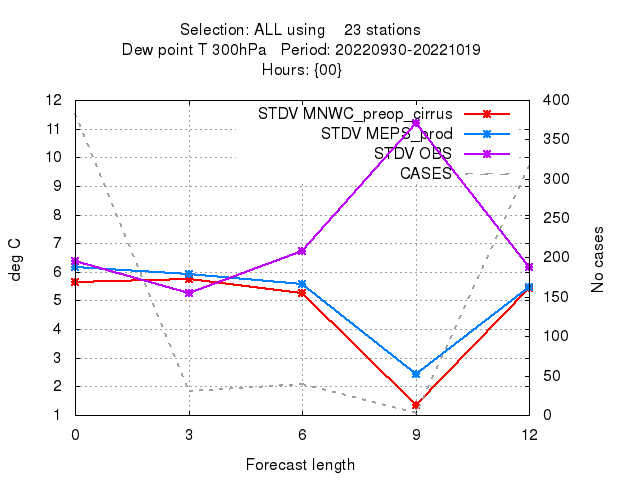 Selection: ALL using    23 stations
Dew point T 300hPa   Period: 20220930-20221019
Hours: {00}
STDV MNWC_preop_cirrus
STDV MEPS_prod
STDV OBS
CASES
deg C
12
11
10
9
8
7
6
5
4
3
2
1
400
350
300
250
200
150
100
50
0
No cases
0 3 6 9 12
Forecast length